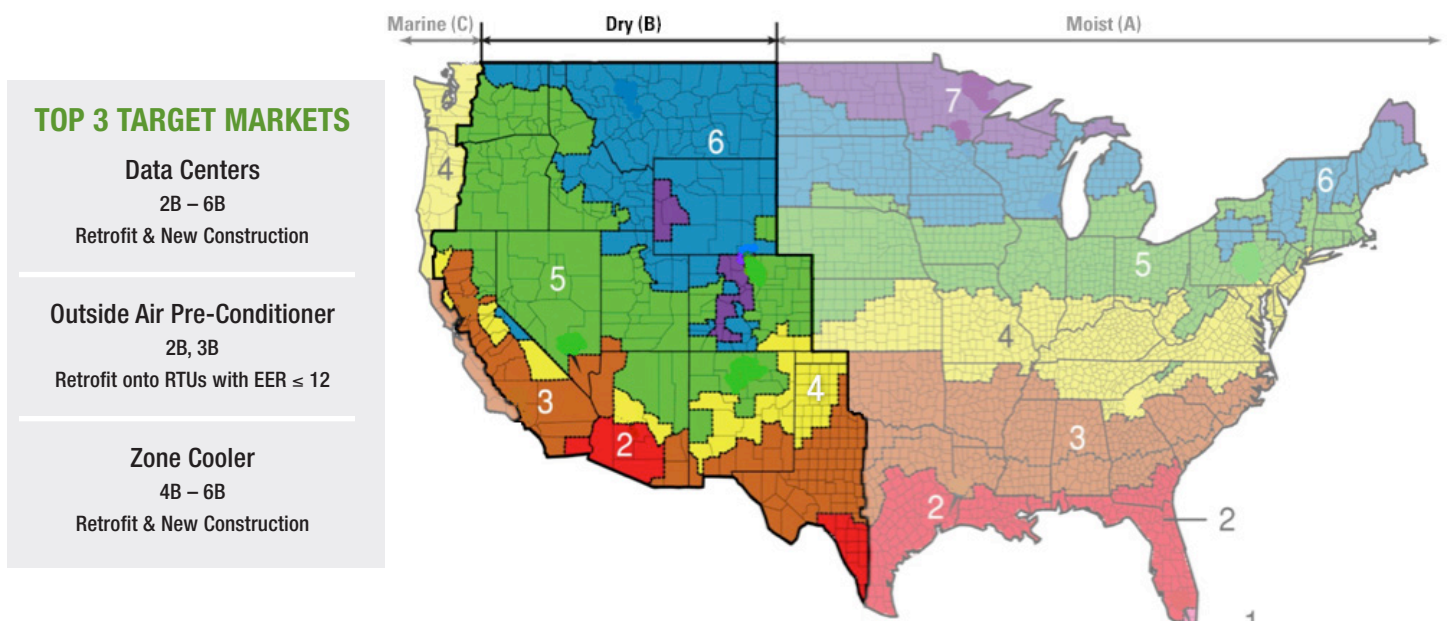 Marine (C)
Dry (B)
Moist (A)
TOP 3 TARGET MARKETS
Data Centers
2B – 6B
Retrofit & New Construction
Outside Air Pre-Conditioner
2B, 3B
Retrofit onto RTUs with EER ≤ 12
Zone Cooler
4B – 6B
Retrofit & New Construction
7
6
4
6
5
5
4
4
3
3
2
2
2
1